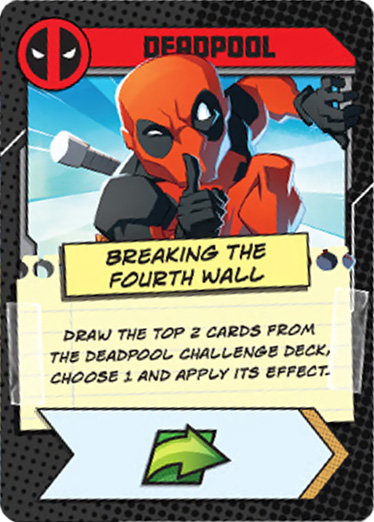 DEADPOOL
BREAKING THE
FOURTH WALL
DRAW THE TOP 2 CARDS FROM
THE DEADPOOL CHALLENGE DECK,
CHOOSE 1 AND APPLY ITS EFFECT.